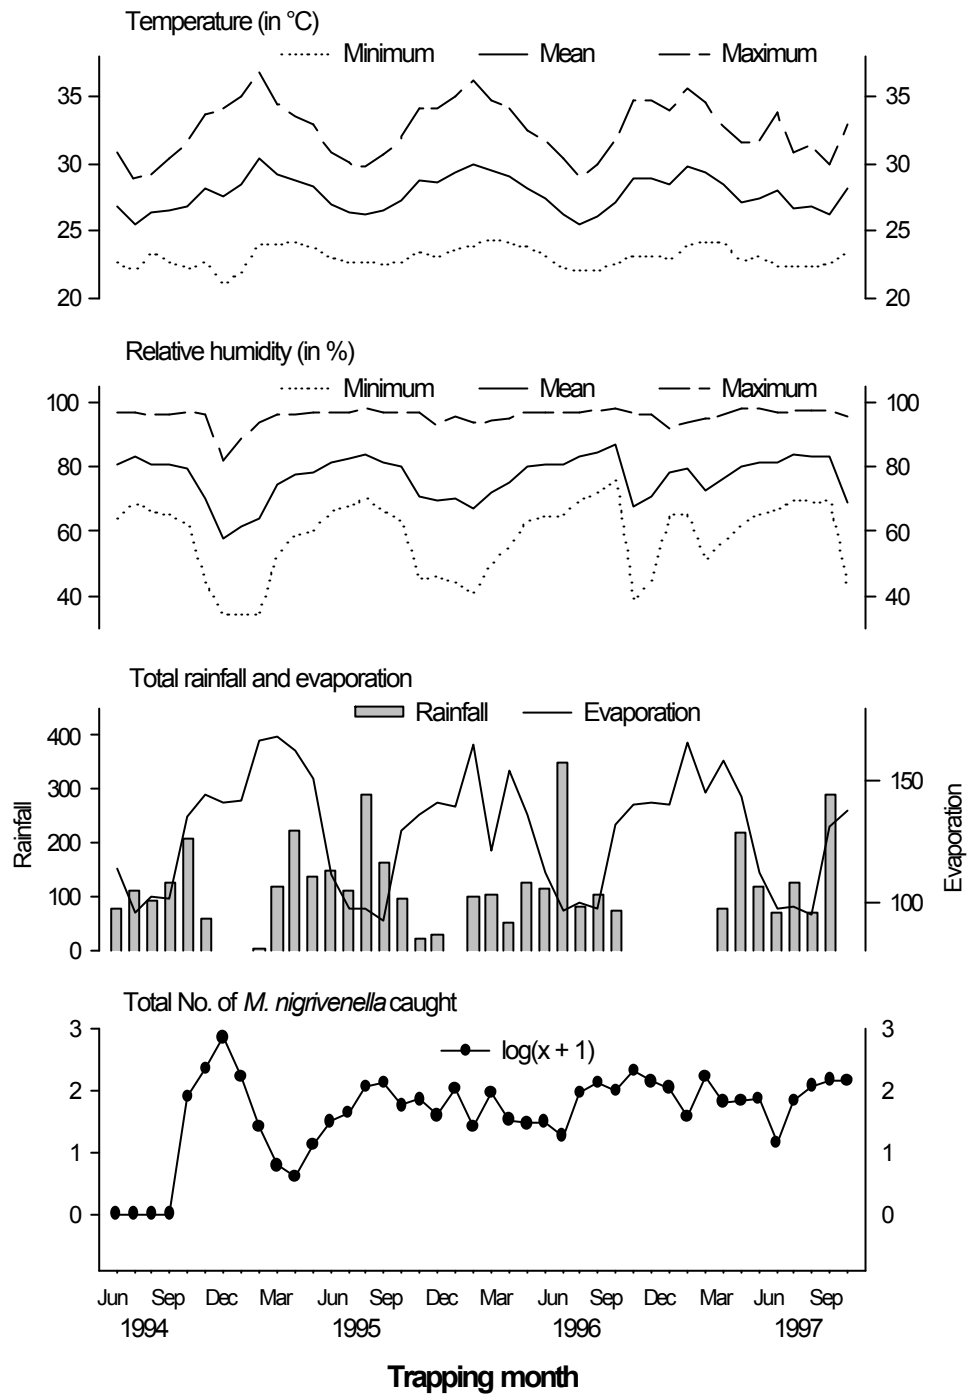 Temperature (in °C)
Minimum Mean Maximum
35 35
30 30
25 25
20 20
Relative humidity (in %)
Minimum Mean Maximum
100 100
80 80
60 60
40 40
Total rainfall and evaporation
Rainfall Evaporation
400
300
200
100
0
Rainfall
150
100
Evaporation
Total No. of M. nigrivenella caught
log(x + 1)
3 3
2 2
1 1
0 0
Jun Sep Dec Mar Jun Sep Dec Mar Jun Sep Dec Mar Jun Sep
1994 1995 1996 1997
Trapping month